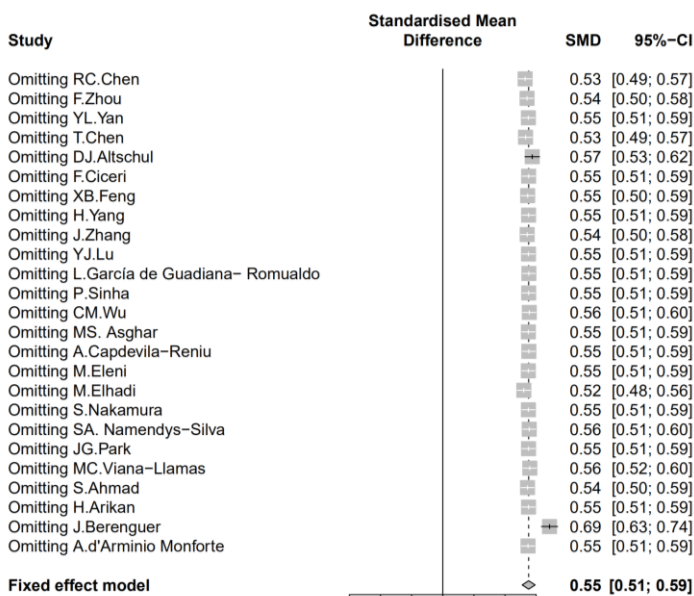 Standardised Mean
Study Difference SMD 95%−CI
Omitting RC.Chen 0.53 [0.49; 0.57]
Omitting F.Zhou 0.54 [0.50; 0.58]
Omitting YL.Yan 0.55 [0.51; 0.59]
Omitting T.Chen 0.53 [0.49; 0.57]
Omitting DJ.Altschul 0.57 [0.53; 0.62]
Omitting F.Ciceri 0.55 [0.51; 0.59]
Omitting XB.Feng 0.55 [0.50; 0.59]
Omitting H.Yang 0.55 [0.51; 0.59]
Omitting J.Zhang 0.54 [0.50; 0.58]
Omitting YJ.Lu 0.55 [0.51; 0.59]
Omitting L.García de Guadiana− Romualdo 0.55 [0.51; 0.59]
Omitting P.Sinha 0.55 [0.51; 0.59]
Omitting CM.Wu 0.56 [0.51; 0.60]
Omitting MS. Asghar 0.55 [0.51; 0.59]
Omitting A.Capdevila−Reniu 0.55 [0.51; 0.59]
Omitting M.Eleni 0.55 [0.51; 0.59]
Omitting M.Elhadi 0.52 [0.48; 0.56]
Omitting S.Nakamura 0.55 [0.51; 0.59]
Omitting SA. Namendys−Silva 0.56 [0.51; 0.60]
Omitting JG.Park 0.55 [0.51; 0.59]
Omitting MC.Viana−Llamas 0.56 [0.52; 0.60]
Omitting S.Ahmad 0.54 [0.50; 0.59]
Omitting H.Arikan 0.55 [0.51; 0.59]
Omitting J.Berenguer 0.69 [0.63; 0.74]
Omitting A.d'Arminio Monforte 0.55 [0.51; 0.59]
Fixed effect model 0.55 [0.51; 0.59]